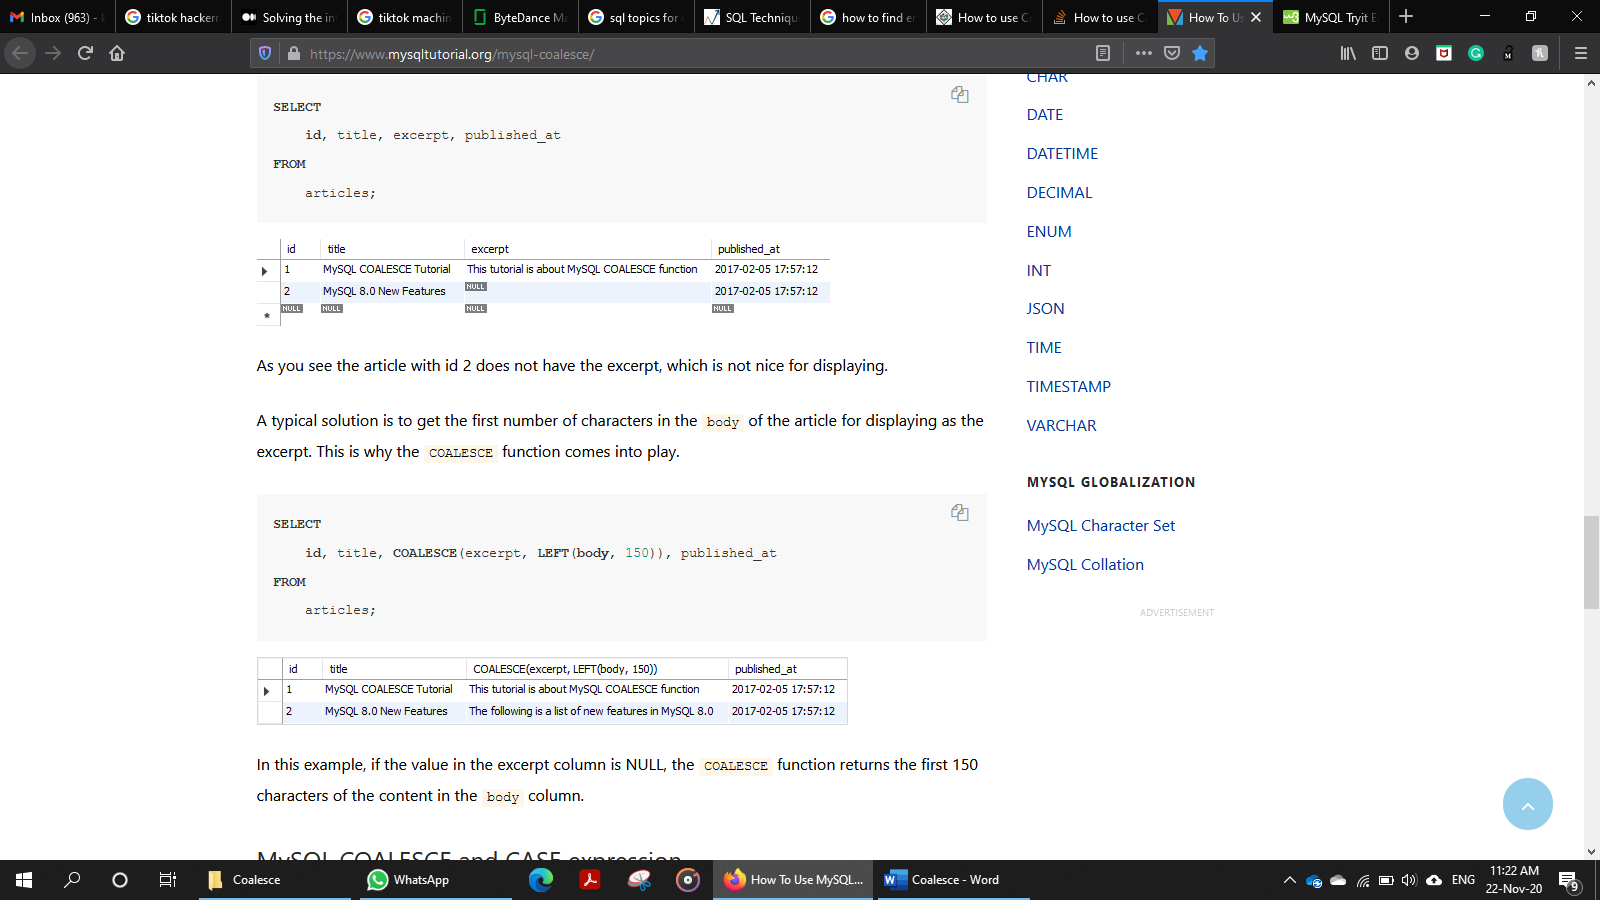 Inbox (963) -
tiktok hackerr
Solving the in
tiktok machin
ByteDance Ma
sql topics for
SQL Techniqu
how to find e
How to use C
How to use C
How To Us
MySQL Tryit E
https://www.mysqltutorial.org/mysql-coalesce/
SELECT
id, title, excerpt, published_at
FROM
articles;
id title excerpt published_at
1 MySQL COALESCE Tutorial This tutorial is about MySQL COALESCE function 2017-02-05 17:57:12
2 MySQL 8.0 New Features NULL 2017-02-05 17:57:12
* NULL NULL NULL NULL
As you see the article with id 2 does not have the excerpt, which is not nice for displaying.
A typical solution is to get the first number of characters in the body of the article for displaying as the
excerpt. This is why the COALESCE function comes into play.
SELECT
id, title, COALESCE(excerpt, LEFT(body, 150)), published_at
FROM
articles;
id title COALESCE(excerpt, LEFT(body, 150)) published_at
1 MySQL COALESCE Tutorial This tutorial is about MySQL COALESCE function 2017-02-05 17:57:12
2 MySQL 8.0 New Features The following is a list of new features in MySQL 8.0 2017-02-05 17:57:12
In this example, if the value in the excerpt column is NULL, the COALESCE function returns the first 150
characters of the content in the body column.
MySQL COALESCE and CASE expression
CHAR
DATE
DATETIME
DECIMAL
ENUM
INT
JSON
TIME
TIMESTAMP
VARCHAR
MYSQL GLOBALIZATION
MySQL Character Set
MySQL Collation
ADVERTISEMENT
Coalesce
WhatsApp
How To Use MySQL...
Coalesce - Word
ENG
11:22 AM
22-Nov-20
9